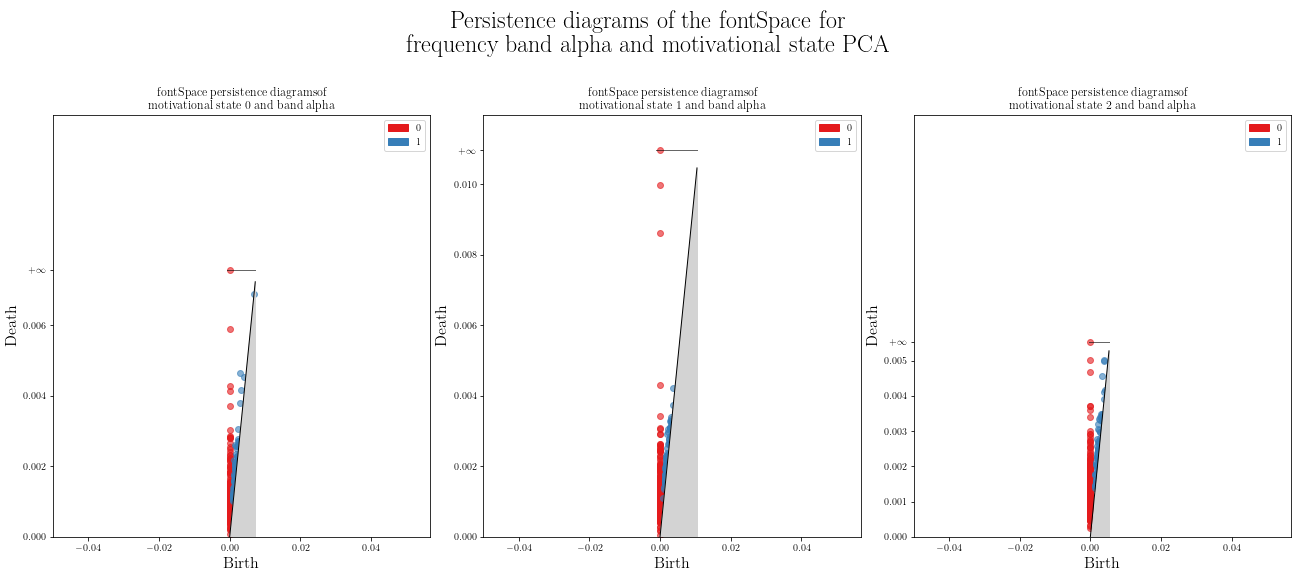 Persistence diagrams of the fontSpace for
frequency band alpha and motivational state PCA
fontSpace persistence diagramsof
motivational state 0 and band alpha
0
1
+∞
0.006
0.004
0.002
0.000
Death
−0.04
−0.02
0.00
0.02
0.04
Birth
fontSpace persistence diagramsof
motivational state 1 and band alpha
0
1
+∞
0.010
0.008
0.006
0.004
0.002
0.000
Death
−0.04
−0.02
0.00
0.02
0.04
Birth
fontSpace persistence diagramsof
motivational state 2 and band alpha
0
1
+∞
0.005
0.004
0.003
0.002
0.001
0.000
Death
−0.04
−0.02
0.00
0.02
0.04
Birth